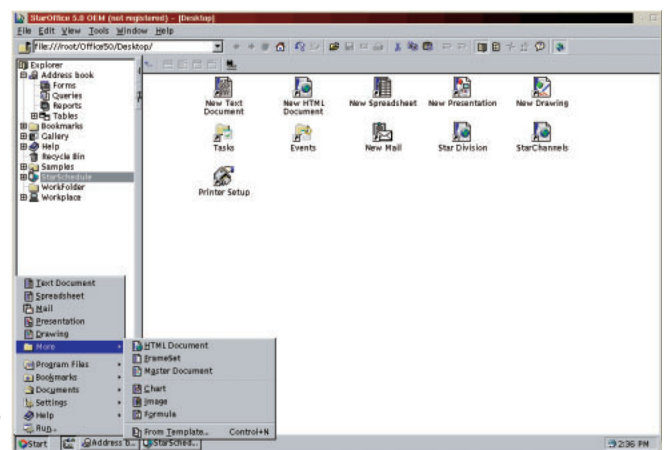 StarOffice 5.0 OEM (not registered) - [Desktop]
File Edit View Tools Window Help
file:///root/Office50/Desktop/
Explorer
Address book
Forms
Queries
Reports
Tables
Bookmarks
Gallery
Help
Recycle Bin
Samples
StarSchedule
WorkFolder
Workplace
New Text Document
New HTML Document
New Spreadsheet
New Presentation
New Drawing
Tasks
Events
New Mail
Star Division
StarChannels
Printer Setup
Text Document
Spreadsheet
Mail
Presentation
Drawing
More
Program Files
Bookmarks
Documents
Settings
Help
Run...
HTML Document
FrameSet
Master Document
Chart
Image
Formula
From Template... Control+N
Start Address b... StarSched... 2:36 PM